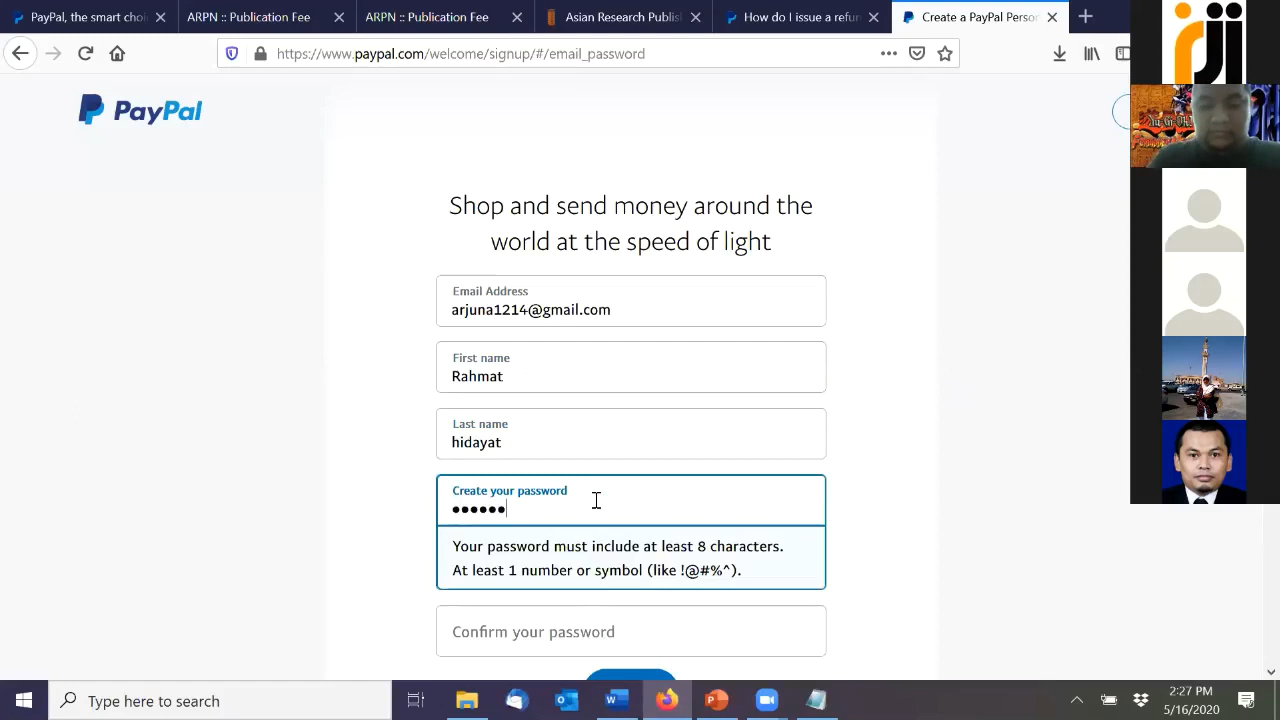 PayPal, the smart choi
ARPN :: Publication Fee
ARPN :: Publication Fee
Asian Research Publis
How do I issue a refun
Create a PayPal Person
https://www.paypal.com/welcome/signup/#/email_password
PayPal
Shop and send money around the
world at the speed of light
Email Address
arjuna1214@gmail.com
First name
Rahmat
Last name
hidayat
Create your password
••••••
Your password must include at least 8 characters.
At least 1 number or symbol (like !@#%^).
Confirm your password
Type here to search
2:27 PM
5/16/2020